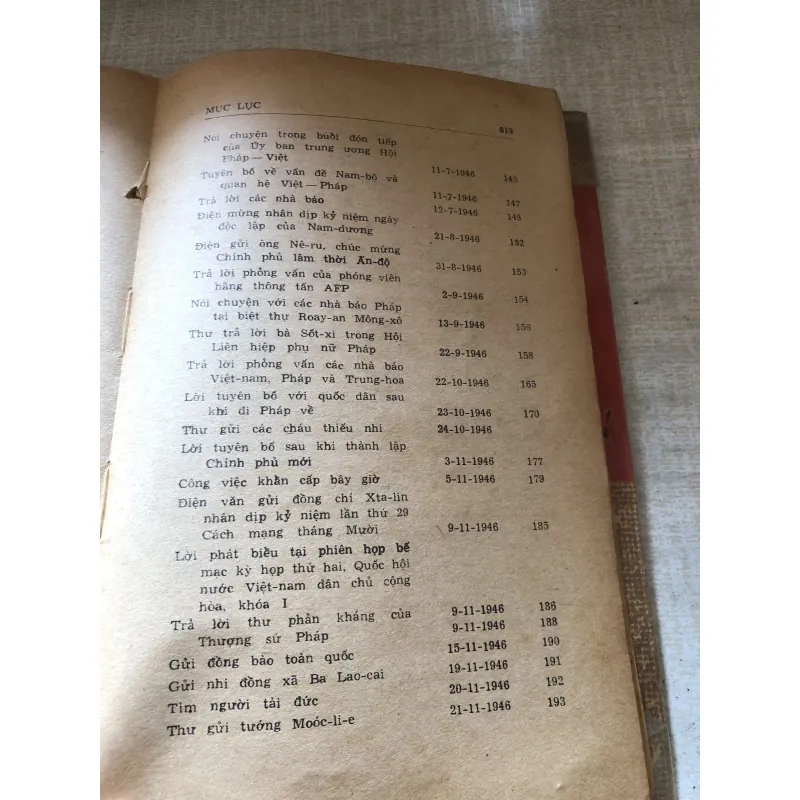 MỤC LỤC 613
Nói chuyện trong buổi đón tiếp
của Ủy ban trung ương Hội
Pháp — Việt 11-7-1946 145
Tuyên bố về vấn đề Nam-bộ và
quan hệ Việt — Pháp 11-7-1946 147
Trả lời các nhà báo 12-7-1946 149
Điện mừng nhân dịp kỷ niệm ngày
độc lập của Nam-dương 21-8-1946 152
Điện gửi ông Nê-ru, chúc mừng
Chính phủ lâm thời Ấn-độ 31-8-1946 153
Trả lời phỏng vấn của phóng viên
hãng thông tấn AFP 2-9-1946 154
Nói chuyện với các nhà báo Pháp
tại biệt thự Roay-an Mông-xô 13-9-1946 156
Thư trả lời bà Sốt-xi trong Hội
Liên hiệp phụ nữ Pháp 22-9-1946 158
Trả lời phỏng vấn các nhà báo
Việt-nam, Pháp và Trung-hoa 22-10-1946 165
Lời tuyên bố với quốc dân sau
khi đi Pháp về 23-10-1946 170
Thư gửi các cháu thiếu nhi 24-10-1946
Lời tuyên bố sau khi thành lập
Chính phủ mới 3-11-1946 177
Công việc khẩn cấp bây giờ 5-11-1946 179
Điện văn gửi đồng chí Xta-lin
nhân dịp kỷ niệm lần thứ 29
Cách mạng tháng Mười 9-11-1946 185
Lời phát biểu tại phiên họp bế
mạc kỳ họp thứ hai, Quốc hội
nước Việt-nam dân chủ cộng
hòa, khóa I 9-11-1946 186
Trả lời thư phản kháng của
Thượng sứ Pháp 9-11-1946 188
Gửi đồng bào toàn quốc 15-11-1946 190
Gửi nhi đồng xã Ba Lao-cai 19-11-1946 191
Tìm người tài đức 20-11-1946 192
Thư gửi tướng Moóc-li-e 21-11-1946 193